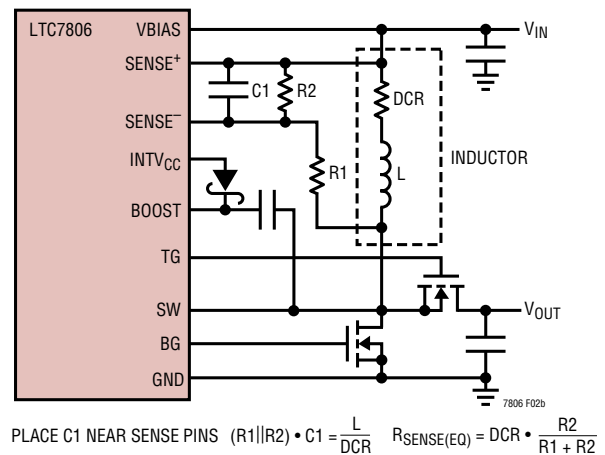 LTC7806
VBIAS
VIN
SENSE+
C1
R2
DCR
SENSE−
INDUCTOR
INTVCC
R1
L
BOOST
TG
SW
VOUT
BG
GND
7806 F02b
PLACE C1 NEAR SENSE PINS (R1||R2) • C1 = L/DCR RSENSE(EQ) = DCR • R2/(R1 + R2)